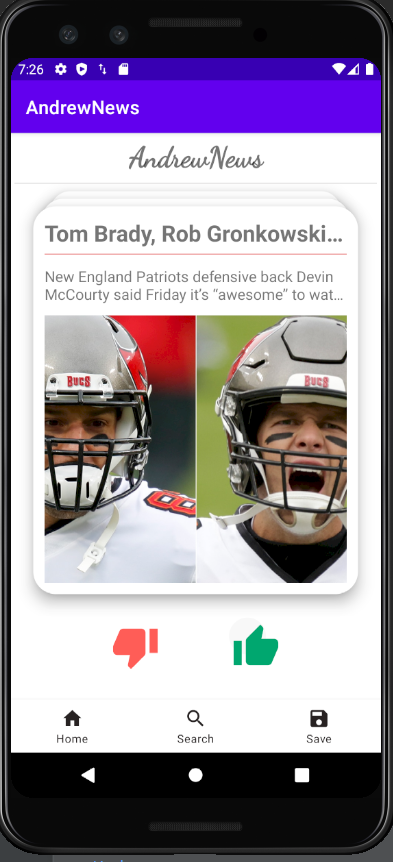 7:26
AndrewNews
AndrewNews
Tom Brady, Rob Gronkowski...
New England Patriots defensive back Devin
McCourty said Friday it's “awesome” to wat...
BUCS
BUCS
8
Home
Search
Save